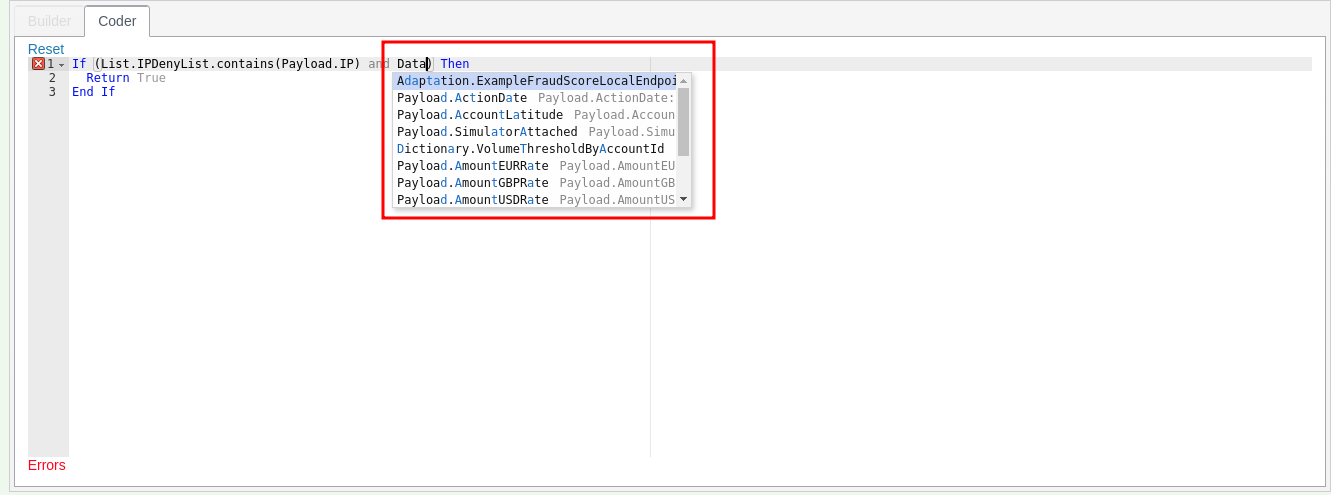 Builder Coder
Reset
1 If (List.IPDenyList.contains(Payload.IP) and Data) Then
2 Return True
3 End If
Adaptation.ExampleFraudScoreLocalEndpoi
Payload.ActionDate Payload.ActionDate:
Payload.AccountLatitude Payload.Accoun
Payload.SimulatorAttached Payload.Simu
Dictionary.VolumeThresholdByAccountId
Payload.AmountEURRate Payload.AmountEU
Payload.AmountGBPRate Payload.AmountGB
Payload.AmountUSDRate Payload.AmountUS
Errors